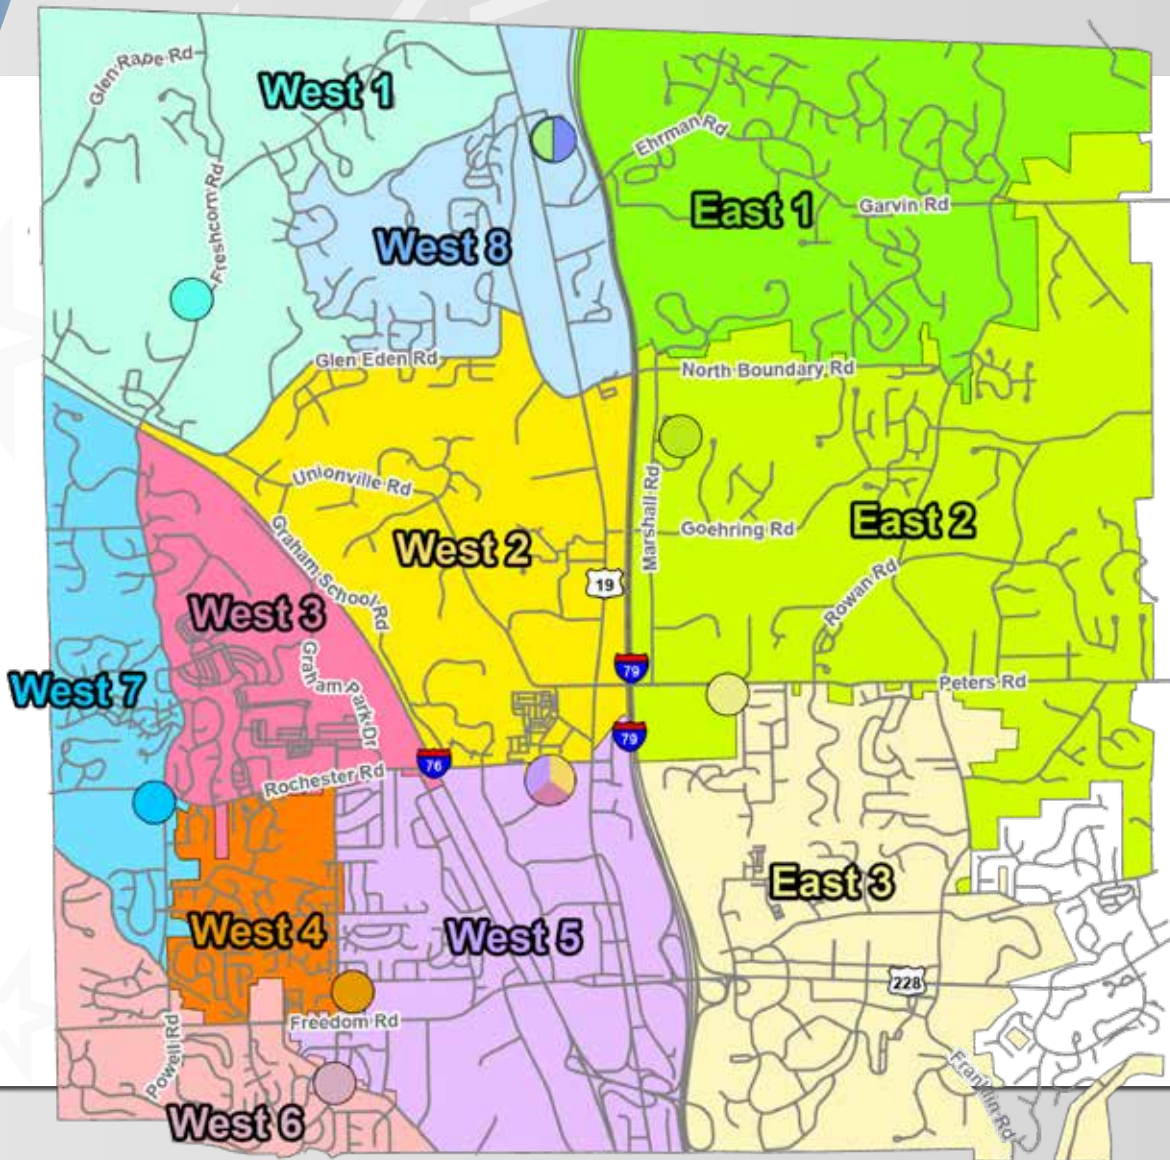 Glen Rape Rd
West 1
Ehrman Rd
East 1
Garvin Rd
Freshcorn Rd
West 8
Glen Eden Rd
North Boundary Rd
Unionville Rd
Marshall Rd
Goehring Rd
East 2
West 2
Graham School Rd
19
Rowan Rd
West 3
Graham Park Dr
79
West 7
Peters Rd
79
76
Rochester Rd
East 3
West 4
West 5
228
Freedom Rd
Powell Rd
Franklin Rd
West 6